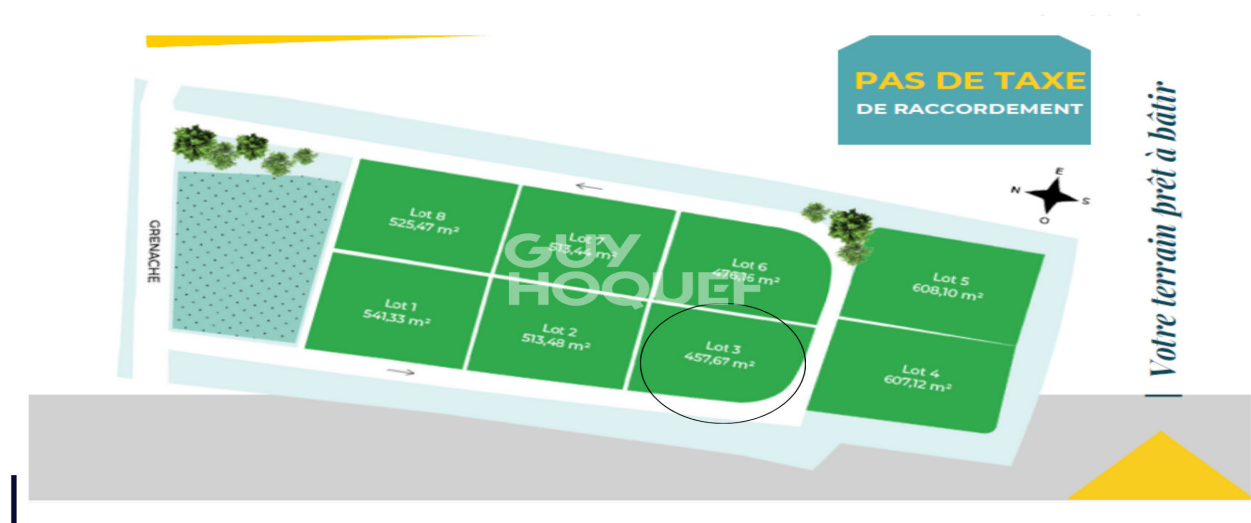 PAS DE TAXE
DE RACCORDEMENT
Votre terrain prêt à bâtir
E
N
S
O
GRENACHE
Lot 8
525,47 m²
Lot 7
513,44 m²
Lot 6
476,16 m²
Lot 5
608,10 m²
GUY
HOQUET
Lot 1
541,33 m²
Lot 2
513,48 m²
Lot 3
457,67 m²
Lot 4
607,12 m²